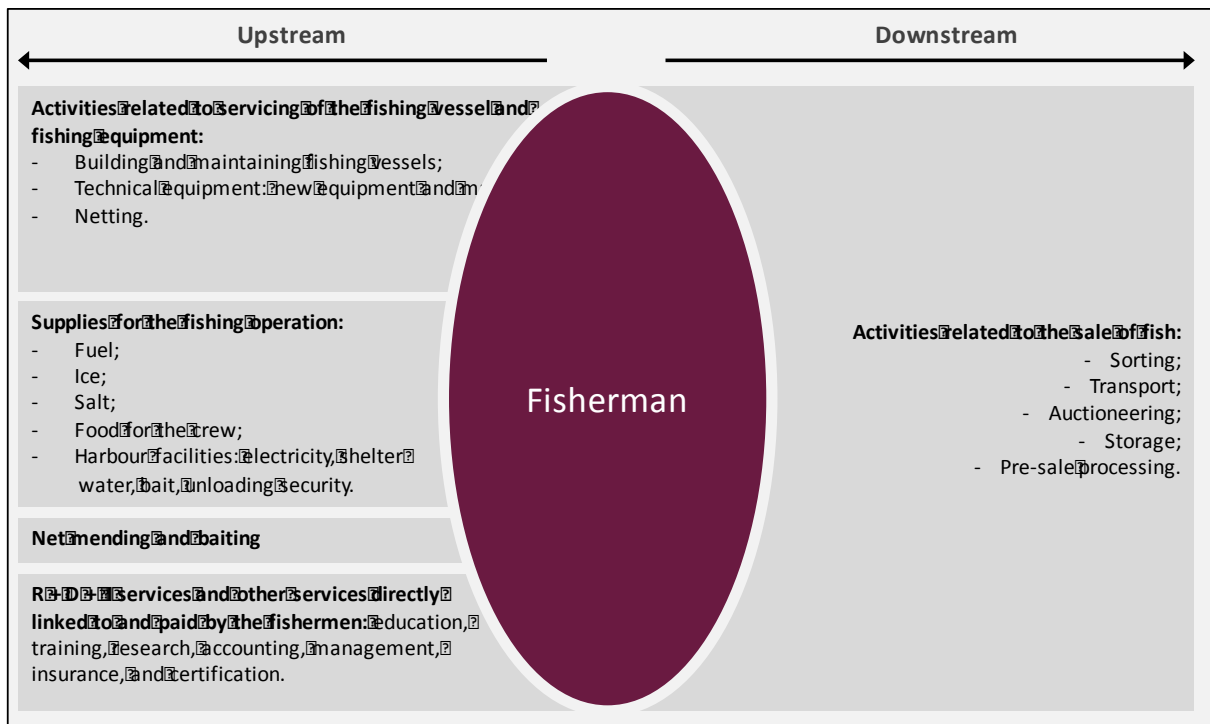 Upstream
Downstream
Activities related to servicing of the fishing vessel and
fishing equipment:
- Building and maintaining fishing vessels;
- Technical equipment: new equipment and
- Netting.
Supplies for the fishing operation:
- Fuel;
- Ice;
- Salt;
- Food for the crew;
- Harbour facilities: electricity, shelter
water, bait, unloading security.
Net mending and baiting
R + D + I services and other services directly
linked to and paid by the fishermen: education,
training, research, accounting, management,
insurance, and certification.
Fisherman
Activities related to the sale of fish:
- Sorting;
- Transport;
- Auctioneering;
- Storage;
- Pre-sale processing.